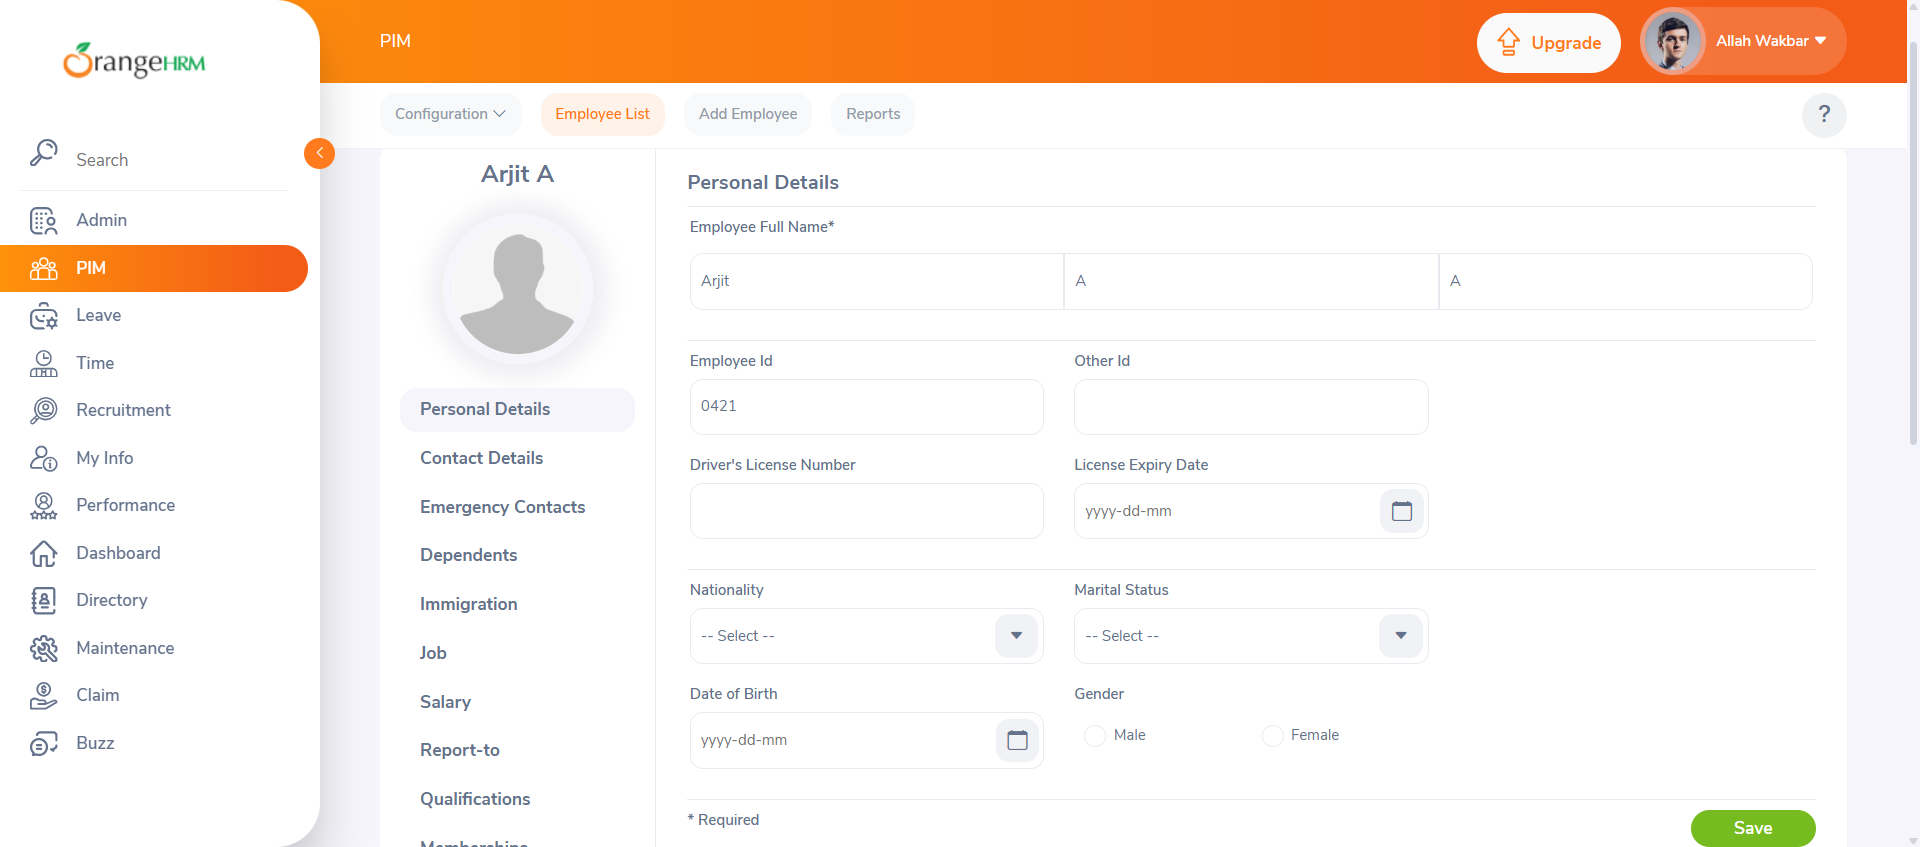 OrangeHRM
Search
Admin
PIM
Leave
Time
Recruitment
My Info
Performance
Dashboard
Directory
Maintenance
Claim
Buzz
PIM
Upgrade
Allah Wakbar
Configuration
Employee List
Add Employee
Reports
?
Arjit A
Personal Details
Contact Details
Emergency Contacts
Dependents
Immigration
Job
Salary
Report-to
Qualifications
Memberships
Personal Details
Employee Full Name*
Arjit
A
A
Employee Id
Other Id
0421
Driver's License Number
License Expiry Date
yyyy-dd-mm
Nationality
Marital Status
-- Select --
-- Select --
Date of Birth
Gender
yyyy-dd-mm
Male
Female
* Required
Save